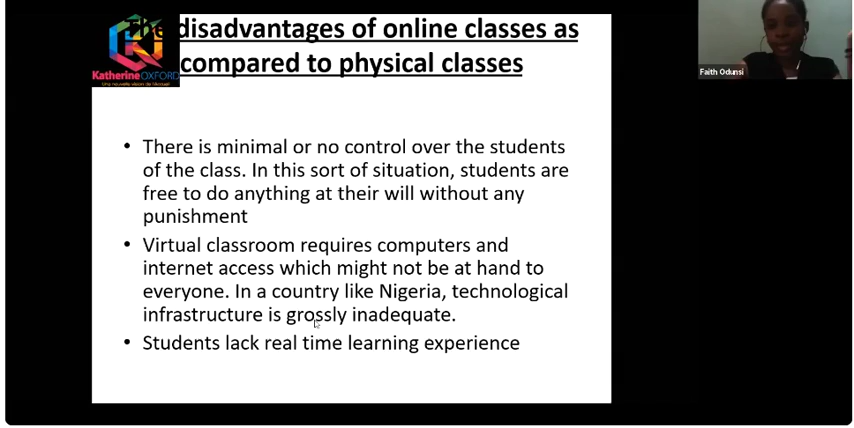 The disadvantages of online classes as
compared to physical classes
KatherineOXFORD
Faith Odunsi
• There is minimal or no control over the students
of the class. In this sort of situation, students are
free to do anything at their will without any
punishment
• Virtual classroom requires computers and
internet access which might not be at hand to
everyone. In a country like Nigeria, technological
infrastructure is grossly inadequate.
• Students lack real time learning experience